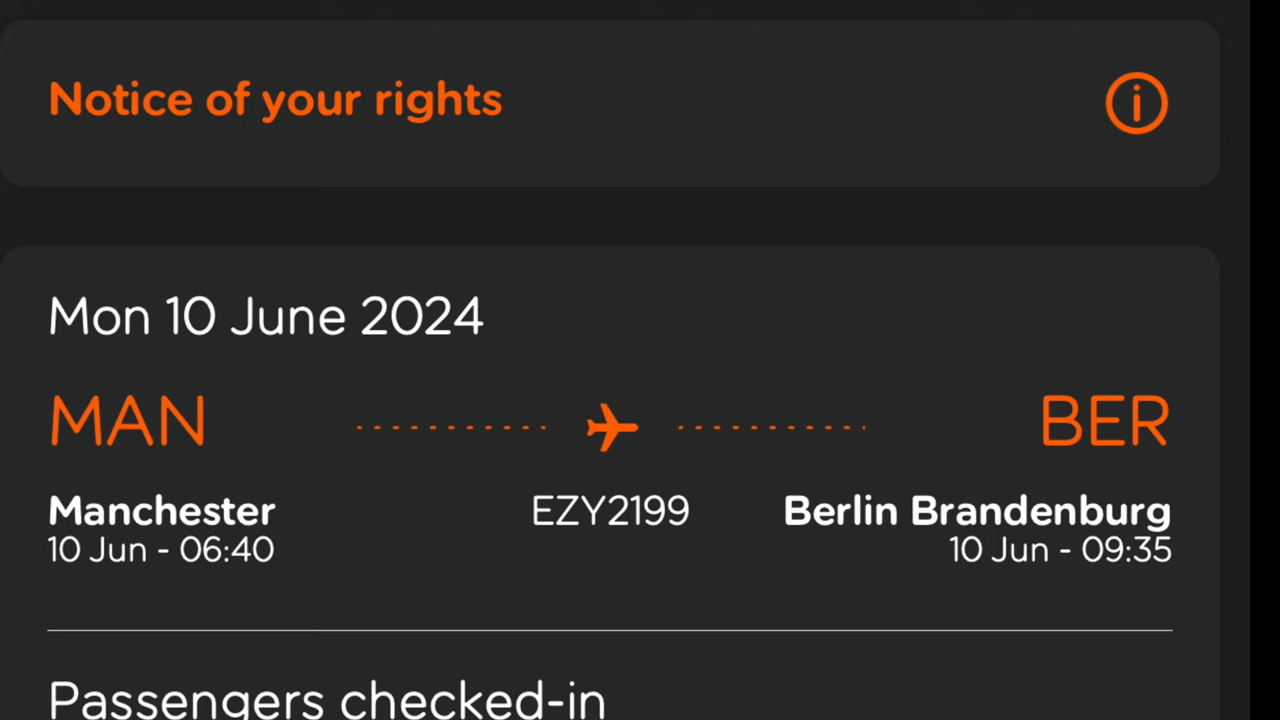 Notice of your rights
Mon 10 June 2024
MAN BER
Manchester EZY2199 Berlin Brandenburg
10 Jun - 06:40 10 Jun - 09:35
Passengers checked-in